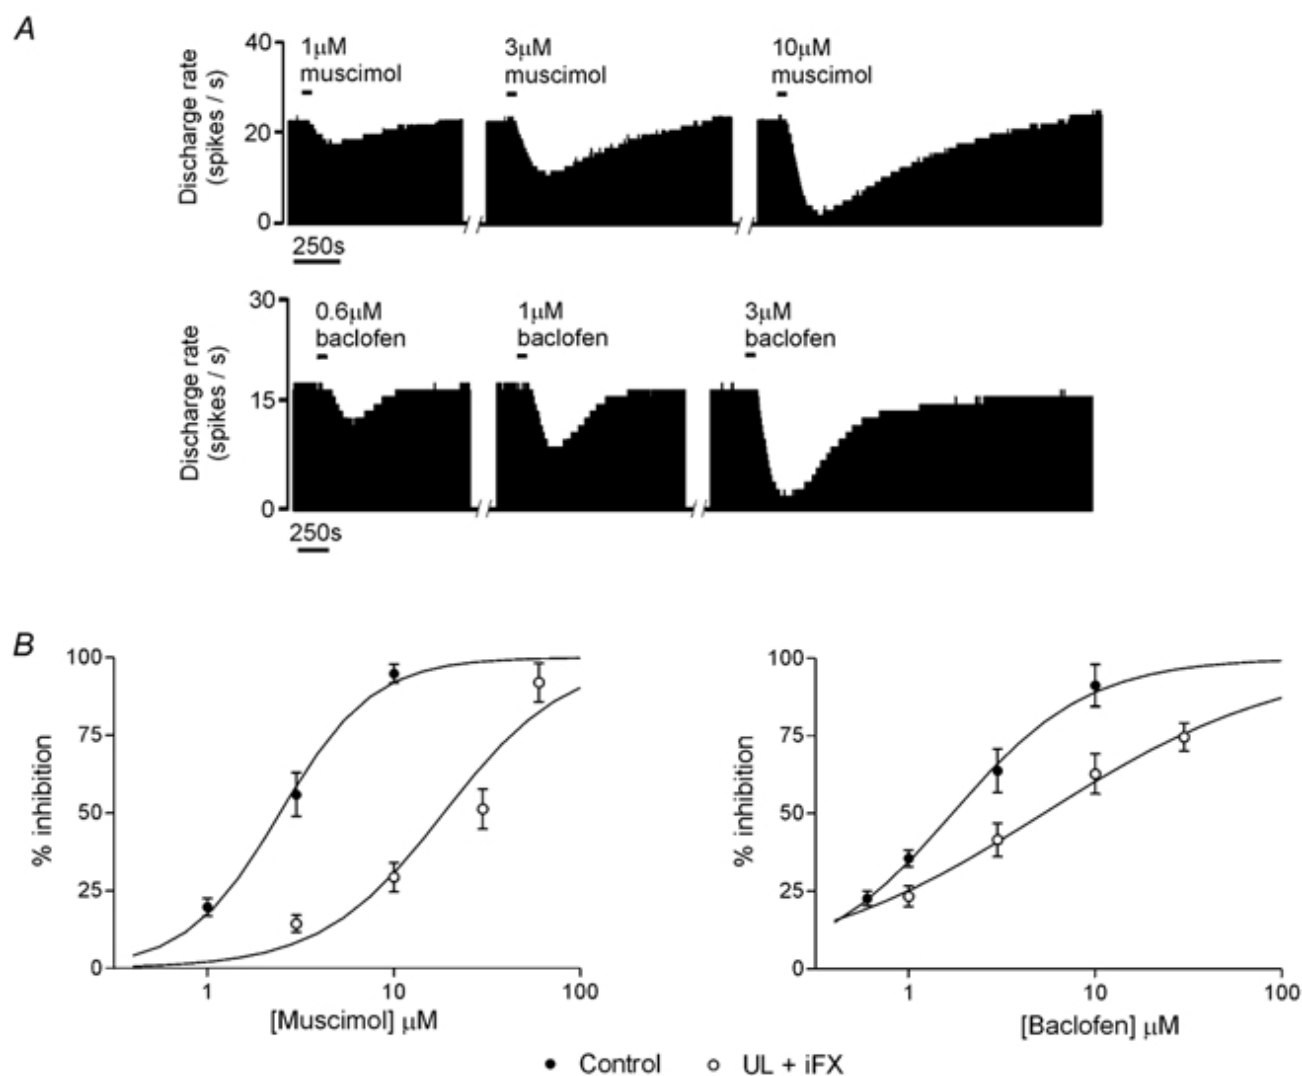 A
Discharge rate
(spikes / s)
40
20
0
1μM
muscimol
3μM
muscimol
10μM
muscimol
250s
Discharge rate
(spikes / s)
30
15
0
0.6μM
baclofen
1μM
baclofen
3μM
baclofen
250s
B
% inhibition
100
75
50
25
0
1
10
100
[Muscimol] μM
% inhibition
100
75
50
25
0
1
10
100
[Baclofen] μM
Control
UL + iFX